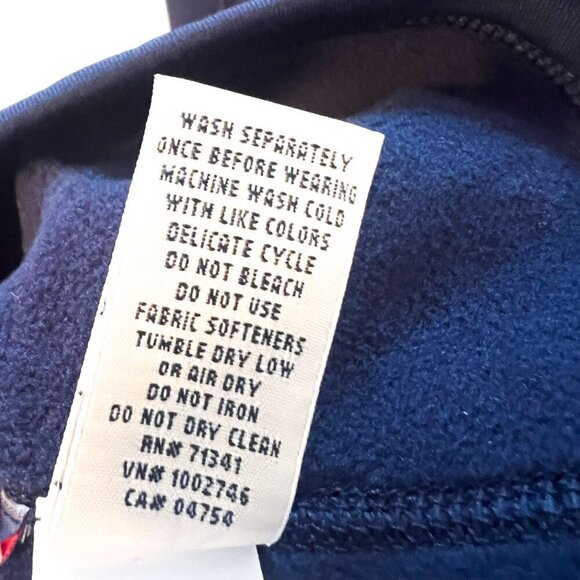 WASH SEPARATELY
ONCE BEFORE WEARING
MACHINE WASH COLD
WITH LIKE COLORS
DELICATE CYCLE
DO NOT BLEACH
DO NOT USE
FABRIC SOFTENERS
TUMBLE DRY LOW
OR AIR DRY
DO NOT IRON
DO NOT DRY CLEAN
RN# 71341
VN# 1002746
CA# 04754